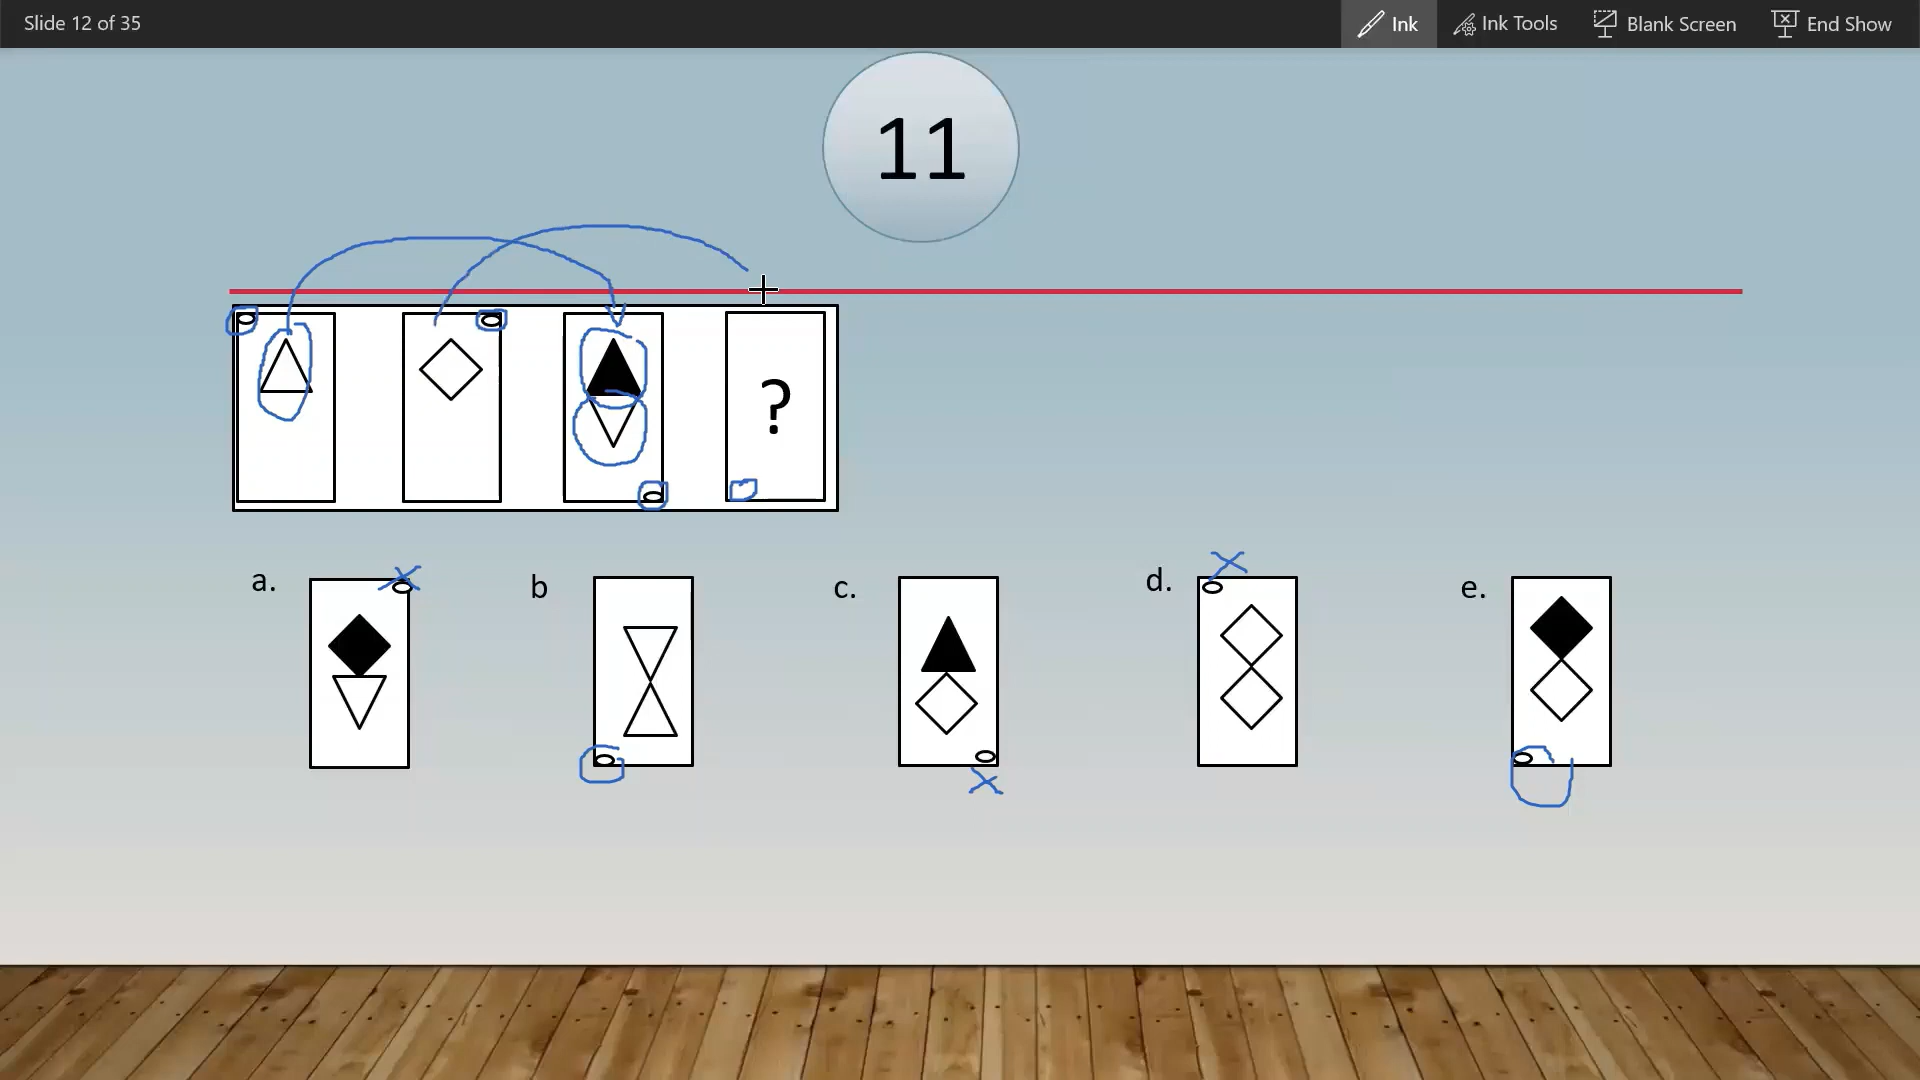 Slide 12 of 35
Ink
Ink Tools
Blank Screen
End Show
11
?
a.
b
c.
d.
e.